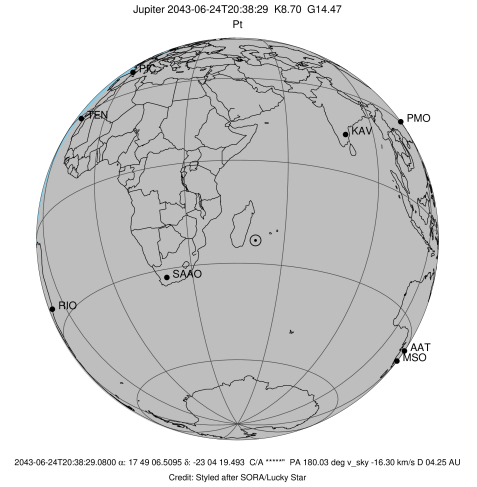 Jupiter 2043-06-24T20:38:29 K8.70 G14.47
Pt
PIC
TEN
PMO
KAV
SAAO
RIO
AAT
MSO
2043-06-24T20:38:29.0800 α: 17 49 06.5095 δ: -23 04 19.493 C/A *****" PA 180.03 deg v_sky -16.30 km/s D 04.25 AU
Credit: Styled after SORA/Lucky Star